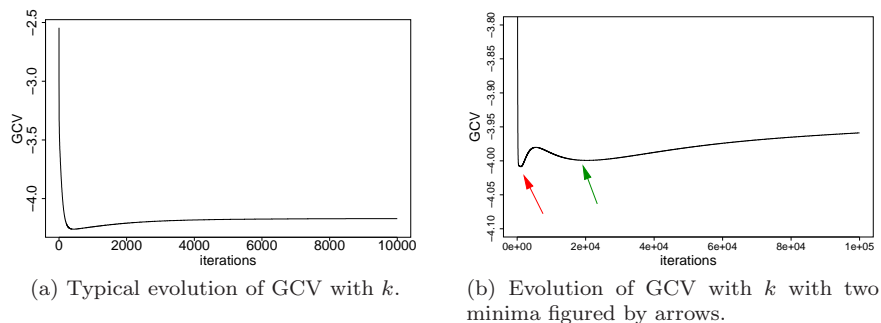 GCV
−2.5
−3.0
−3.5
−4.0
0 2000 4000 6000 8000 10000
iterations
(a) Typical evolution of GCV with k.
GCV
−3.80
−3.85
−3.90
−3.95
−4.00
−4.05
−4.10
0e+00 2e+04 4e+04 6e+04 8e+04 1e+05
iterations
(b) Evolution of GCV with k with two
minima figured by arrows.